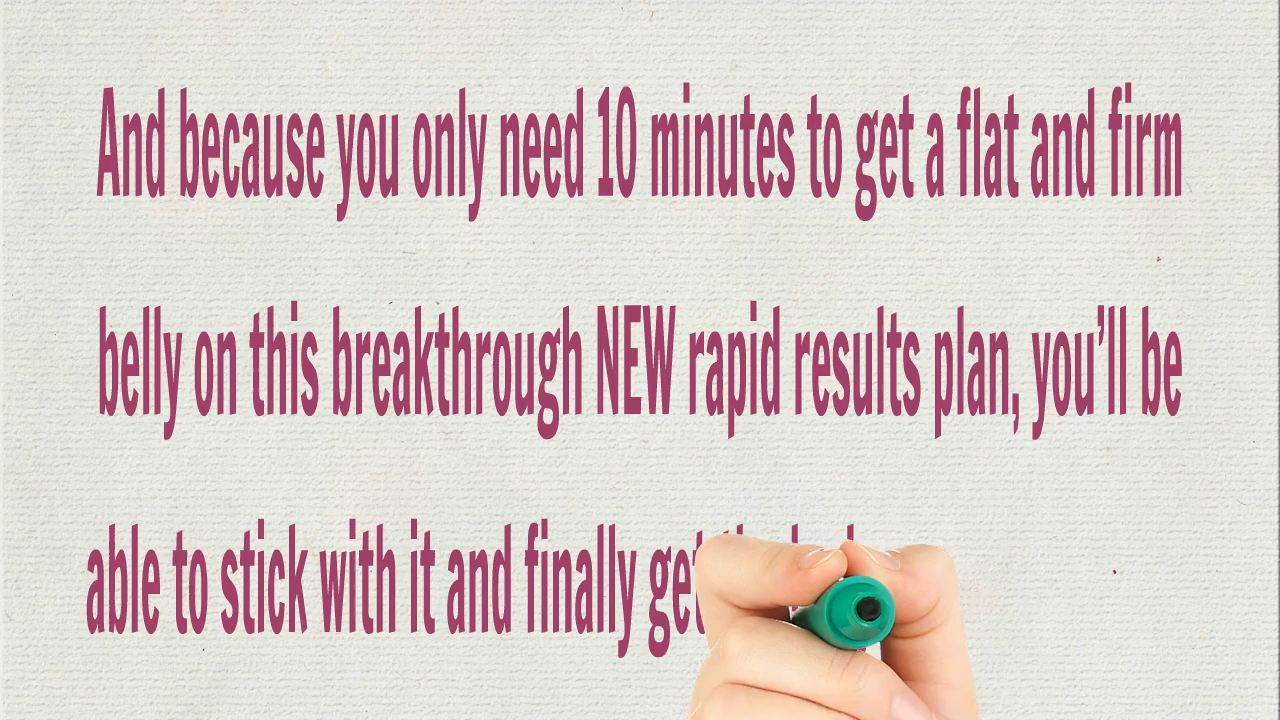 And because you only need 10 minutes to get a flat and firm
belly on this breakthrough NEW rapid results plan, you’ll be
able to stick with it and finally get